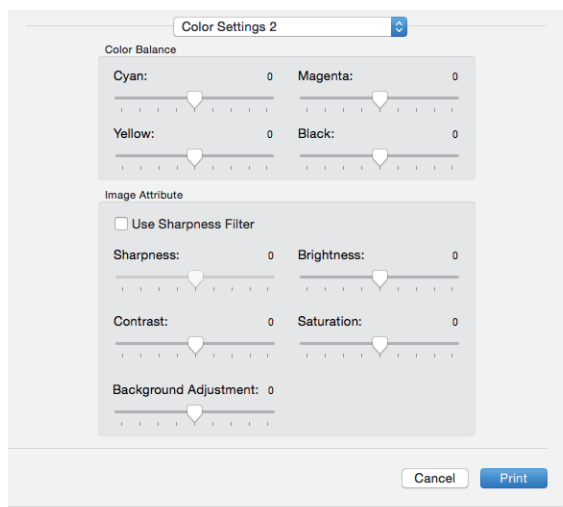 Color Settings 2
Color Balance
Cyan: 0 Magenta: 0
Yellow: 0 Black: 0
Image Attribute
Use Sharpness Filter
Sharpness: 0 Brightness: 0
Contrast: 0 Saturation: 0
Background Adjustment: 0
Cancel Print